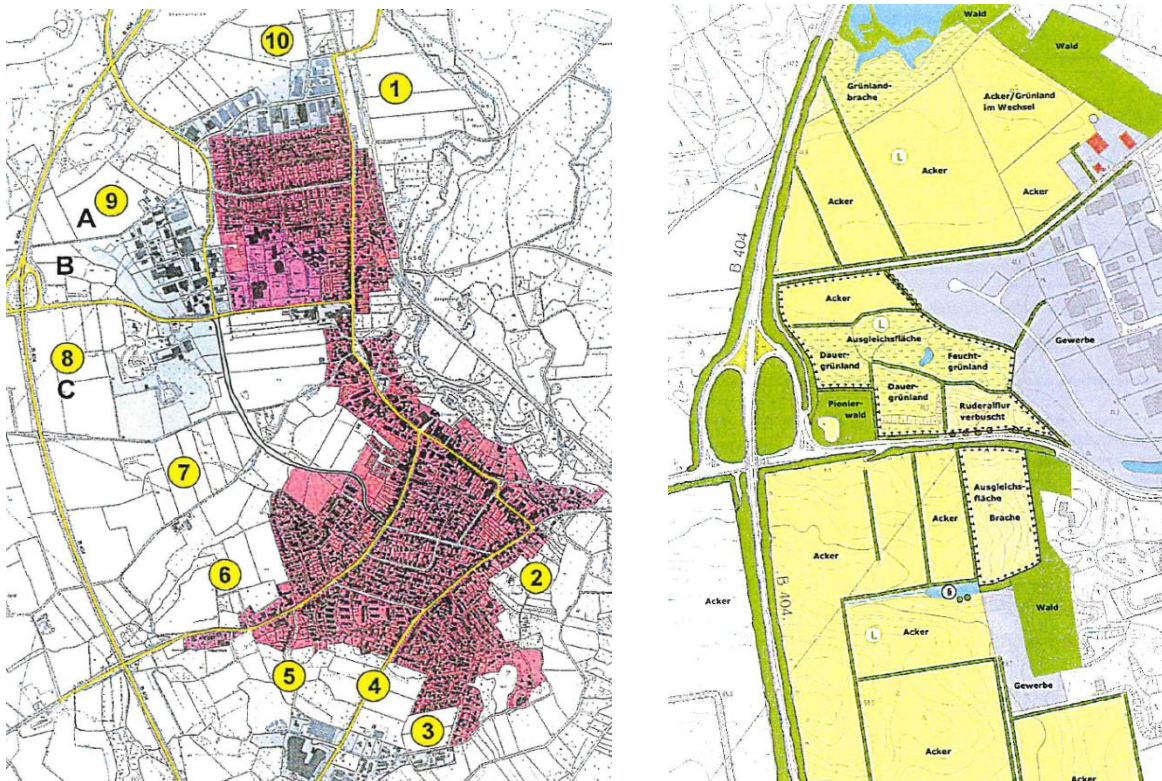 10
1
9
A
B
8
C
7
6
2
5
4
3
Wald
Wald
Grünland-
brache
Acker/Grünland
im Wechsel
L
Acker
Acker
Acker
B 404
Acker
L
Ausgleichsfläche
Gewerbe
Dauer-
grünland
Feucht-
grünland
Dauer-
grünland
Pionier-
wald
Ruderalflur
verbuscht
Ausgleichs-
fläche
Brache
Acker
Acker
Acker
B 404
§
Wald
L
Acker
Gewerbe
Acker
Acker
Acker